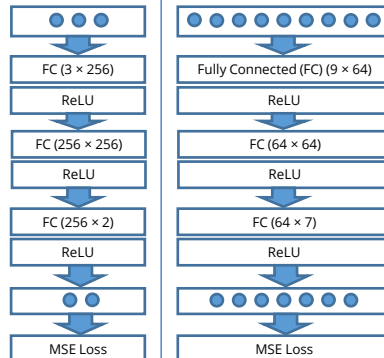 FC (3 × 256)
ReLU
FC (256 × 256)
ReLU
FC (256 × 2)
ReLU
MSE Loss
Fully Connected (FC) (9 × 64)
ReLU
FC (64 × 64)
ReLU
FC (64 × 7)
ReLU
MSE Loss